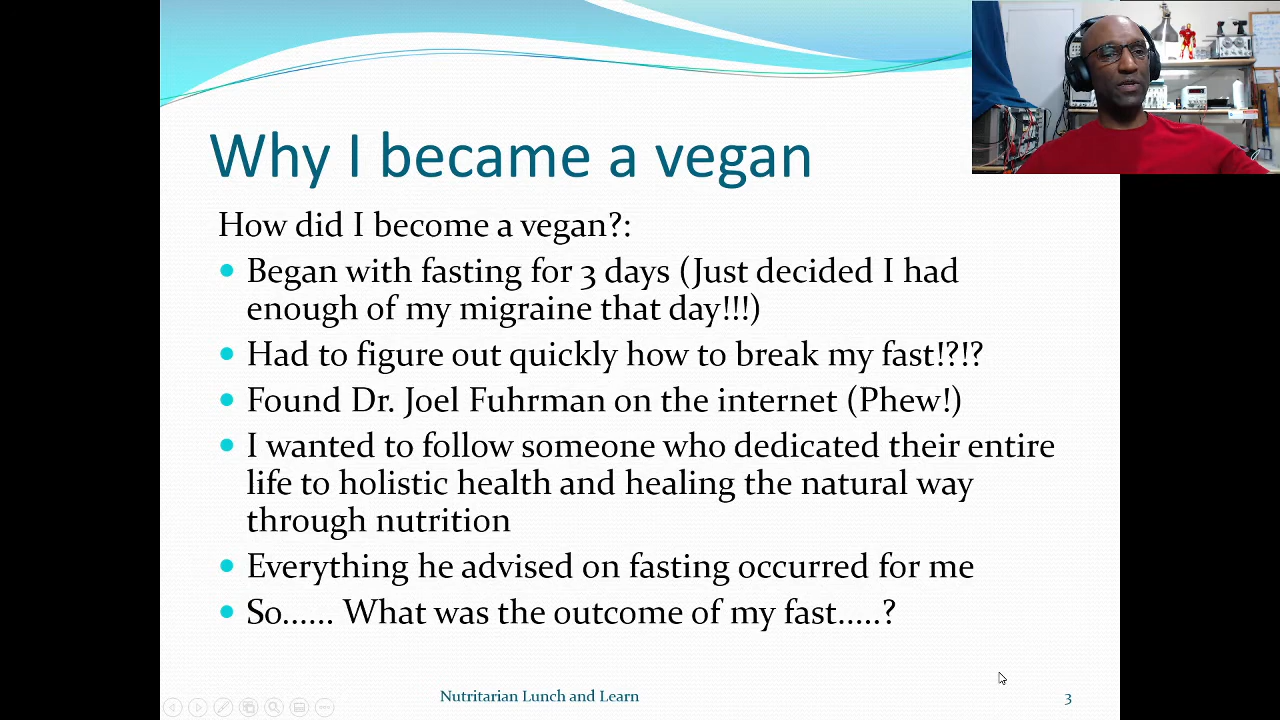 Why I became a vegan
How did I become a vegan?:
• Began with fasting for 3 days (Just decided I had
enough of my migraine that day!!!)
• Had to figure out quickly how to break my fast!?!?
• Found Dr. Joel Fuhrman on the internet (Phew!)
• I wanted to follow someone who dedicated their entire
life to holistic health and healing the natural way
through nutrition
• Everything he advised on fasting occurred for me
• So...... What was the outcome of my fast.....?
Nutritarian Lunch and Learn
3